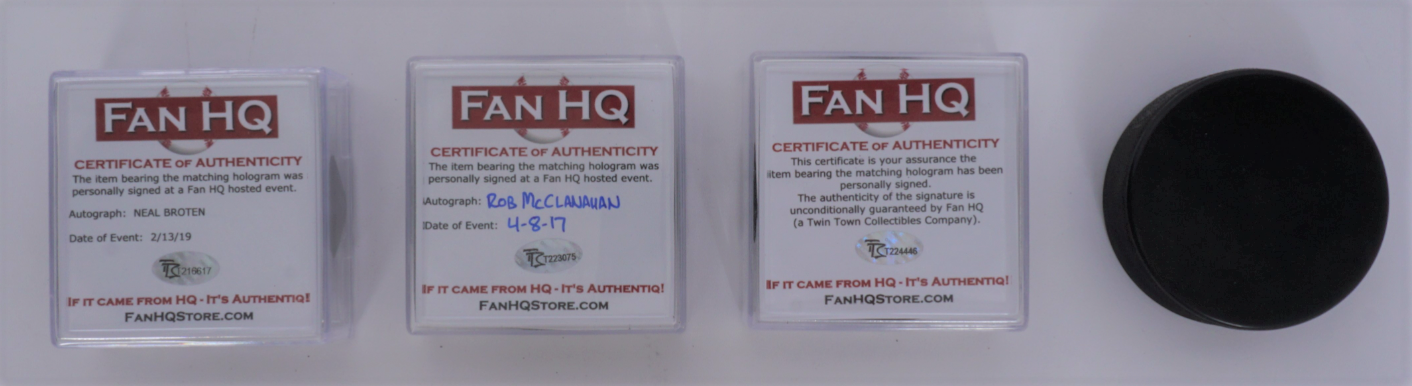 FAN HQ
CERTIFICATE OF AUTHENTICITY
The item bearing the matching hologram was
personally signed at a Fan HQ hosted event.
Autograph: NEAL BROTEN
Date of Event: 2/13/19
TTC T219617
IF IT CAME FROM HQ - IT'S AUTHENTIQ!
FANHQSTORE.COM
FAN HQ
CERTIFICATE OF AUTHENTICITY
The item bearing the matching hologram was
personally signed at a Fan HQ hosted event.
Autograph: ROB MCCLANAHAN
Date of Event: 4-8-17
TTC T223075
IF IT CAME FROM HQ - IT'S AUTHENTIQ!
FANHQSTORE.COM
FAN HQ
CERTIFICATE OF AUTHENTICITY
This certificate is your assurance the
item bearing the matching hologram has been
personally signed.
The authenticity of the signature is
unconditionally guaranteed by Fan HQ
(a Twin Town Collectibles Company).
TTC T224446
IF IT CAME FROM HQ - IT'S AUTHENTIQ!
FANHQSTORE.COM